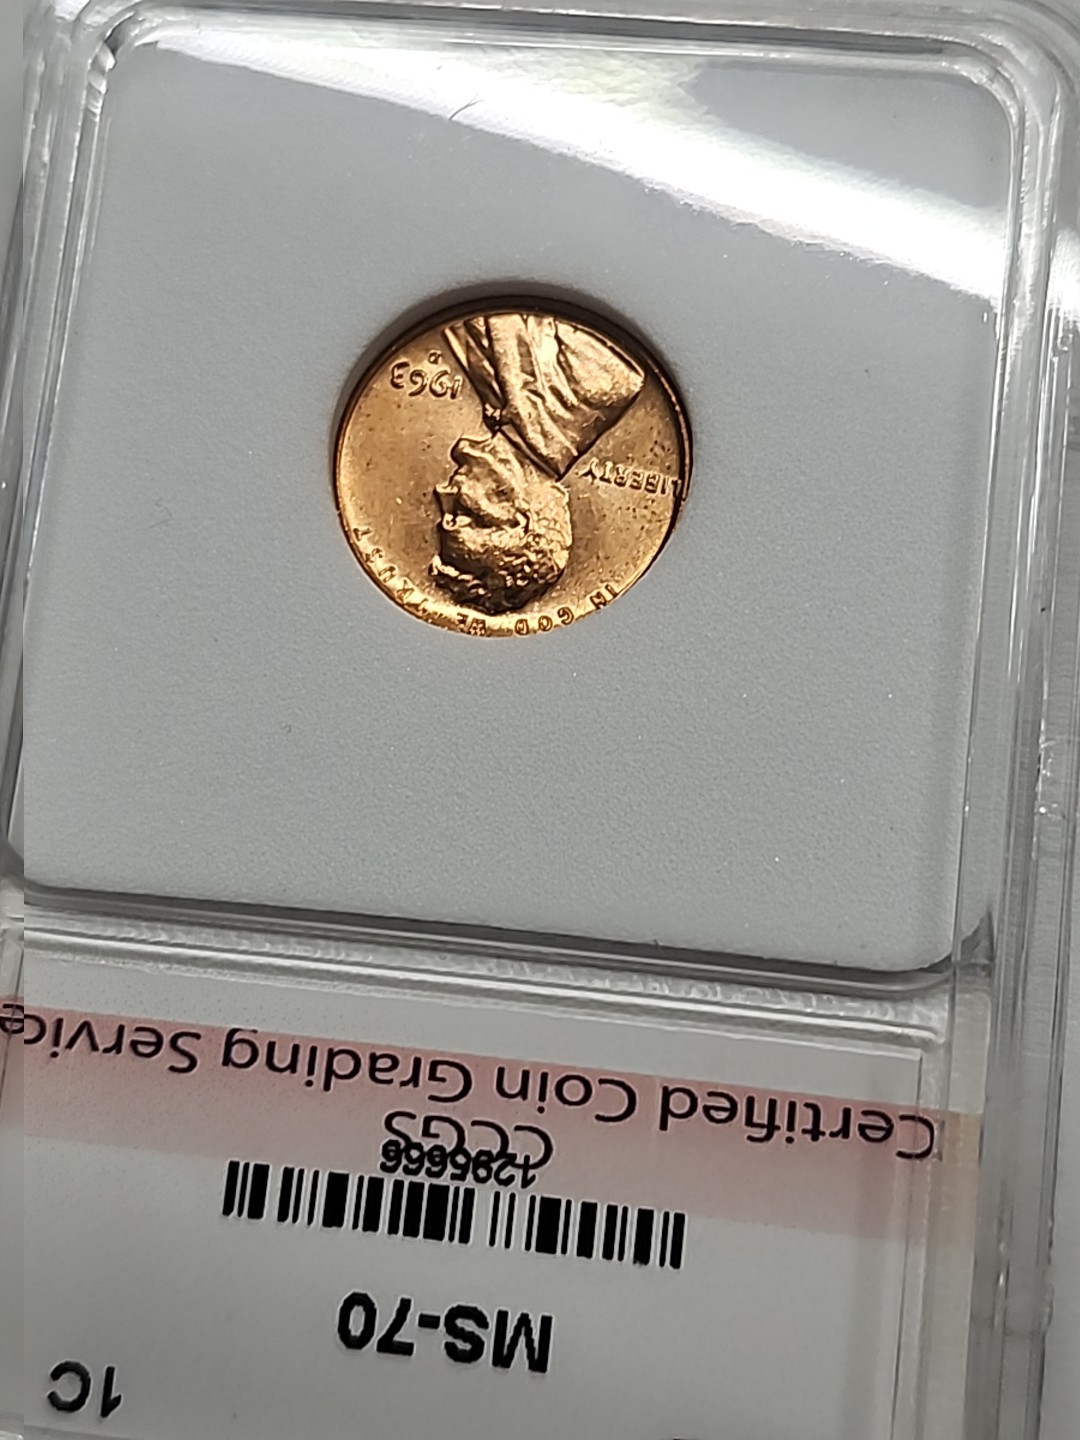 1C
MS-70
1295666
CCGS
Certified Coin Grading Service
IN GOD WE TRUST
LIBERTY
1963
D